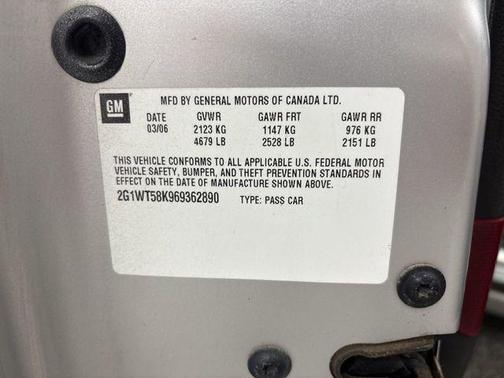 GM
MFD BY GENERAL MOTORS OF CANADA LTD.
DATE GVWR GAWR FRT GAWR RR
03/06 2123 KG 1147 KG 976 KG
4679 LB 2528 LB 2151 LB
THIS VEHICLE CONFORMS TO ALL APPLICABLE U.S. FEDERAL MOTOR
VEHICLE SAFETY, BUMPER, AND THEFT PREVENTION STANDARDS IN
EFFECT ON THE DATE OF MANUFACTURE SHOWN ABOVE.
2G1WT58K969362890 TYPE: PASS CAR